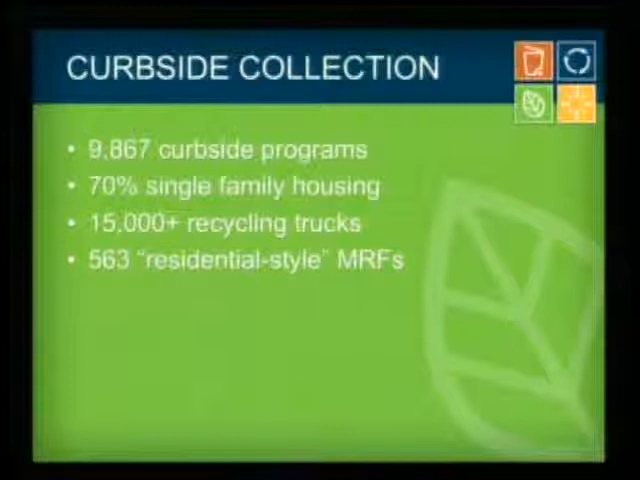 CURBSIDE COLLECTION
• 9,867 curbside programs
• 70% single family housing
• 15,000+ recycling trucks
• 563 “residential-style” MRFs